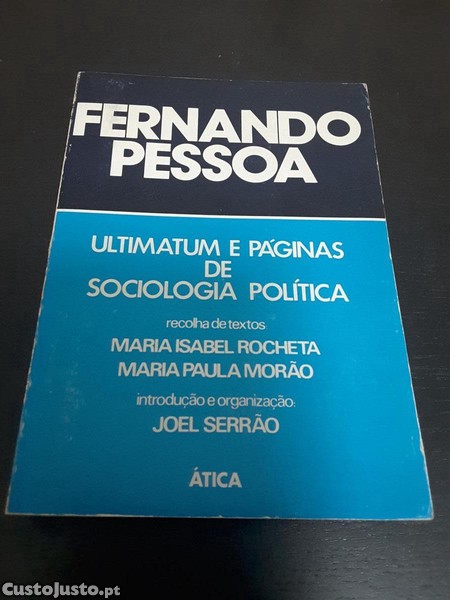 FERNANDO
PESSOA
ULTIMATUM E PÁGINAS
DE
SOCIOLOGIA POLÍTICA
recolha de textos
MARIA ISABEL ROCHETA
MARIA PAULA MORÃO
introdução e organização:
JOEL SERRÃO
ÁTICA
CustoJusto.pt